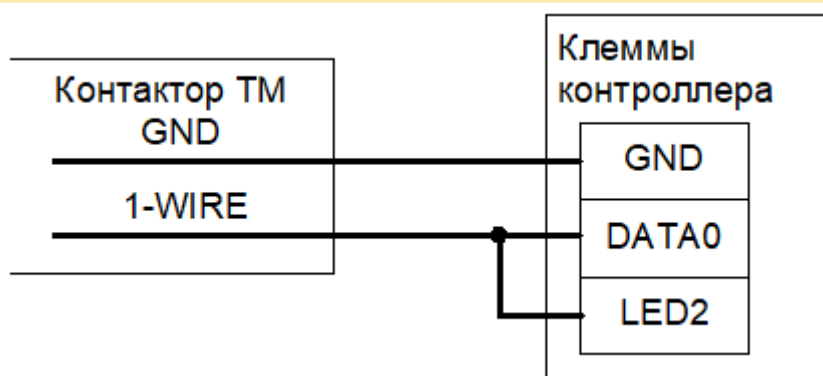 Клеммы
контроллера
Контактор ТМ
GND
GND
1-WIRE
DATA0
LED2